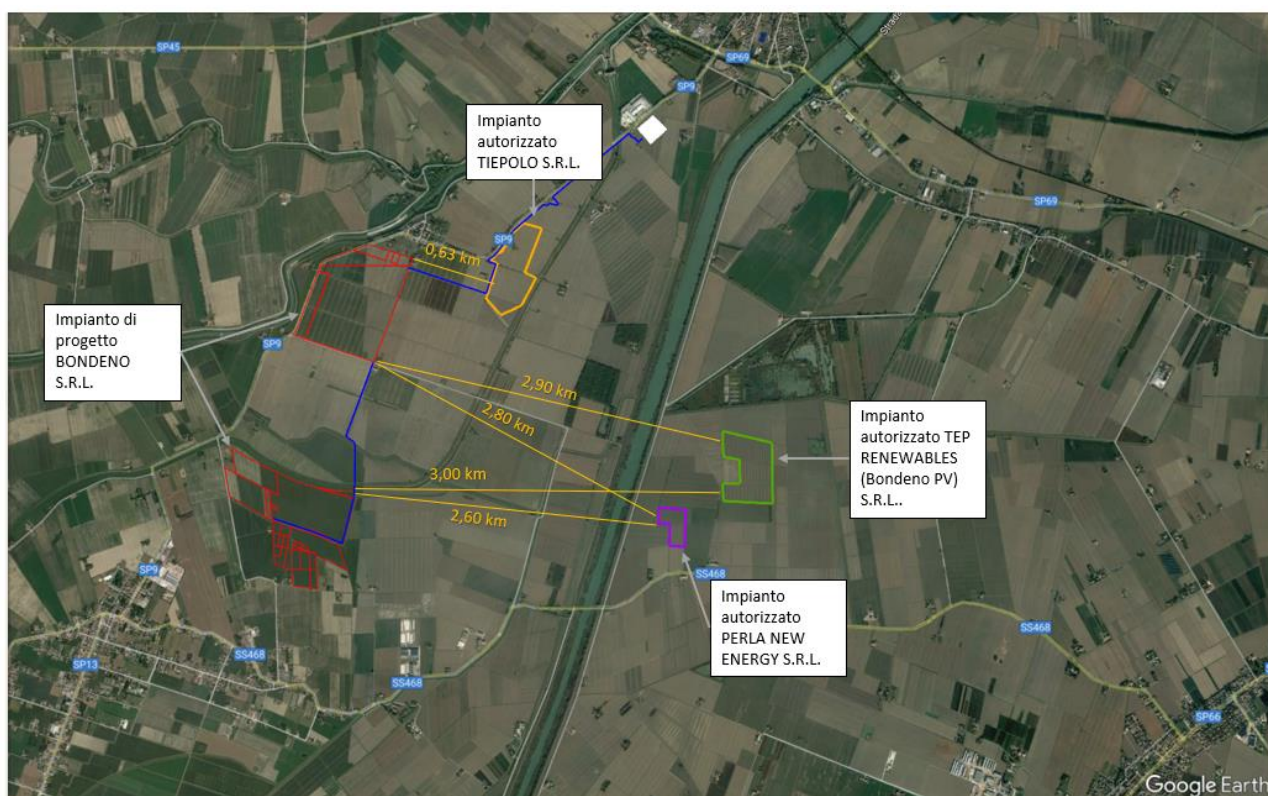 SP45
SP69
SP9
Strada
Impianto
autorizzato
TIEPOLO S.R.L.
SP69
SP9
0,63 km
Impianto di
progetto
BONDENO
S.R.L.
SP9
2,90 km
2,80 km
Impianto
autorizzato TEP
RENEWABLES
(Bondeno PV)
S.R.L..
3,00 km
2,60 km
SP9
SS468
Impianto
autorizzato
PERLA NEW
ENERGY S.R.L.
SS468
SS468
SP13
SS468
SP66
Google Earth